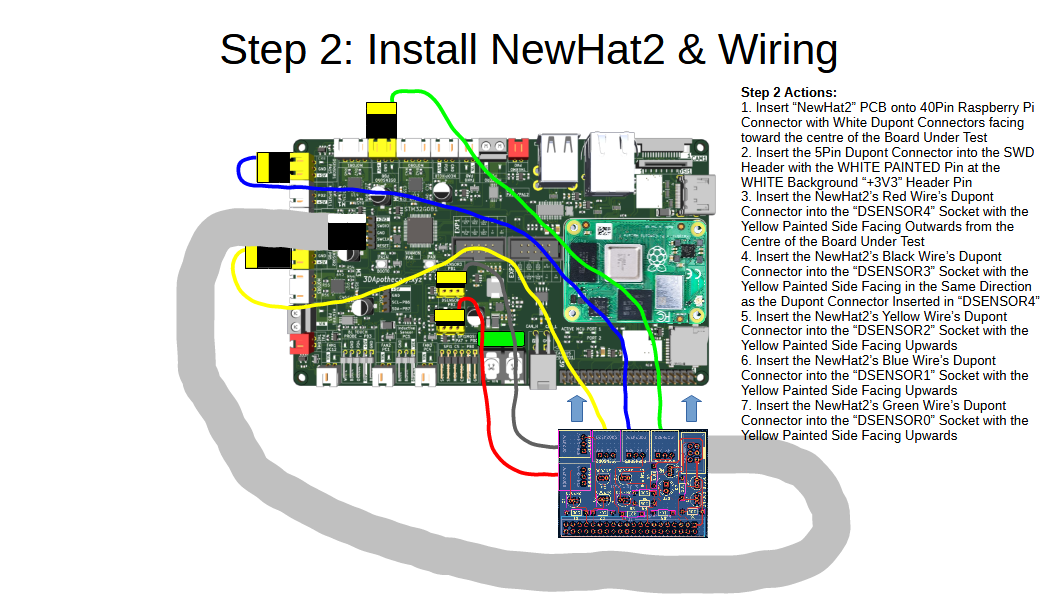 Step 2: Install NewHat2 & Wiring
Step 2 Actions:
1. Insert “NewHat2” PCB onto 40Pin Raspberry Pi
Connector with White Dupont Connectors facing
toward the centre of the Board Under Test
2. Insert the 5Pin Dupont Connector into the SWD
Header with the WHITE PAINTED Pin at the
WHITE Background “+3V3” Header Pin
3. Insert the NewHat2’s Red Wire’s Dupont
Connector into the “DSENSOR4” Socket with the
Yellow Painted Side Facing Outwards from the
Centre of the Board Under Test
4. Insert the NewHat2’s Black Wire’s Dupont
Connector into the “DSENSOR3” Socket with the
Yellow Painted Side Facing in the Same Direction
as the Dupont Connector Inserted in “DSENSOR4”
5. Insert the NewHat2’s Yellow Wire’s Dupont
Connector into the “DSENSOR2” Socket with the
Yellow Painted Side Facing Upwards
6. Insert the NewHat2’s Blue Wire’s Dupont
Connector into the “DSENSOR1” Socket with the
Yellow Painted Side Facing Upwards
7. Insert the NewHat2’s Green Wire’s Dupont
Connector into the “DSENSOR0” Socket with the
Yellow Painted Side Facing Upwards
STM32G0B1
EXP1
EXP2
3DApothecary